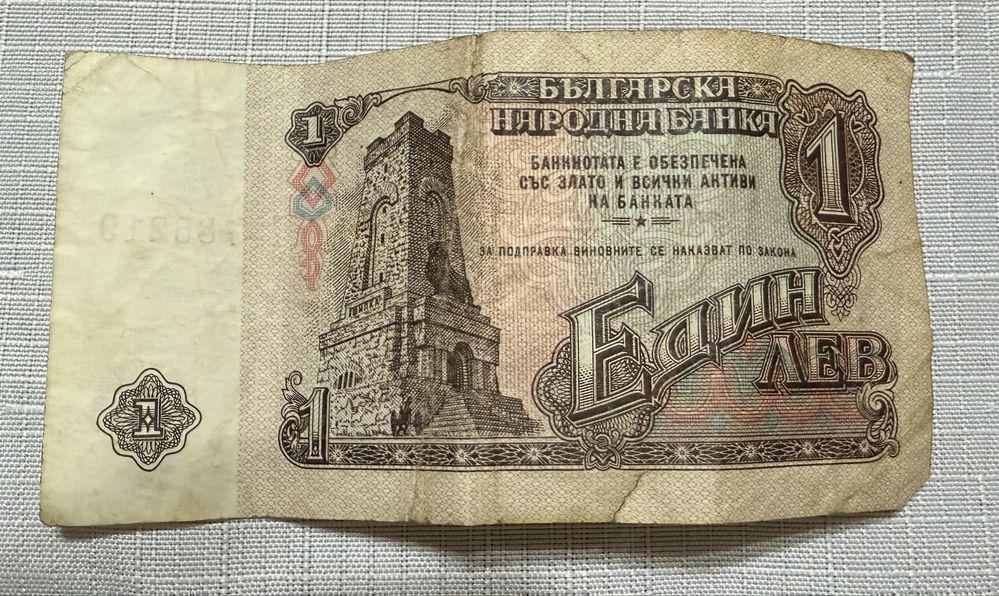 1
БЪЛГАРСКА
НАРОДНА БАНКА
1
БАНКНОТАТА Е ОБЕЗПЕЧЕНА
СЪС ЗЛАТО И ВСИЧКИ АКТИВИ
НА БАНКАТА
ЗА ПОДПРАВКА ВИНОВНИТЕ СЕ НАКАЗВАТ ПО ЗАКОНА
ЕДИН
ЛЕВ
1
1